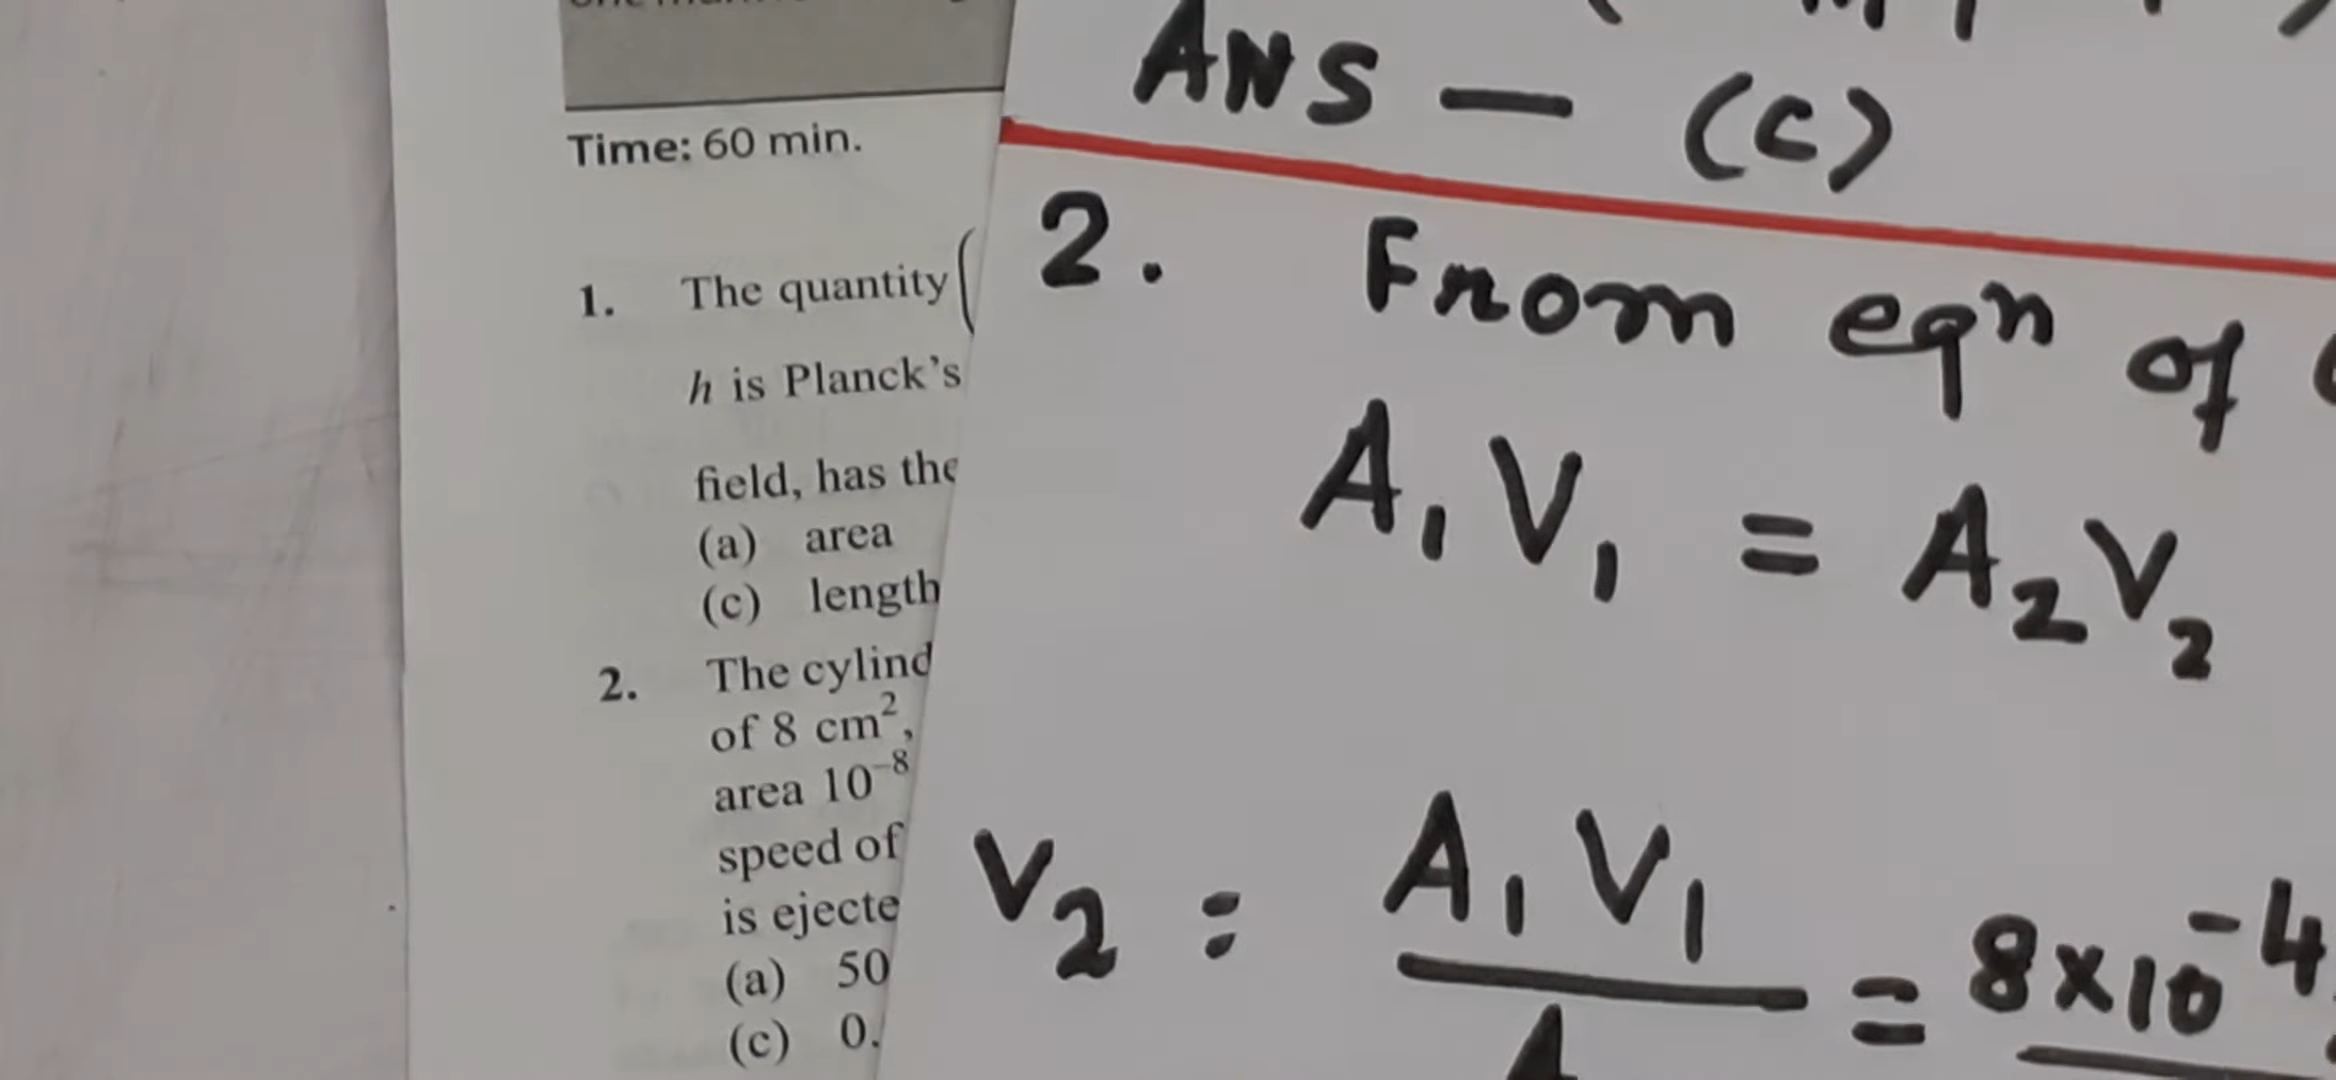 Time: 60 min.
1. The quantity (
h is Planck's
field, has the
(a) area
(c) length
2. The cylind
of 8 cm²,
area 10⁻⁸
speed of
is ejecte
(a) 50
(c) 0.
ANS — (c)
2. From eqⁿ of
A₁V₁ = A₂V₂
V₂ = A₁V₁ / A = 8×10⁻⁴